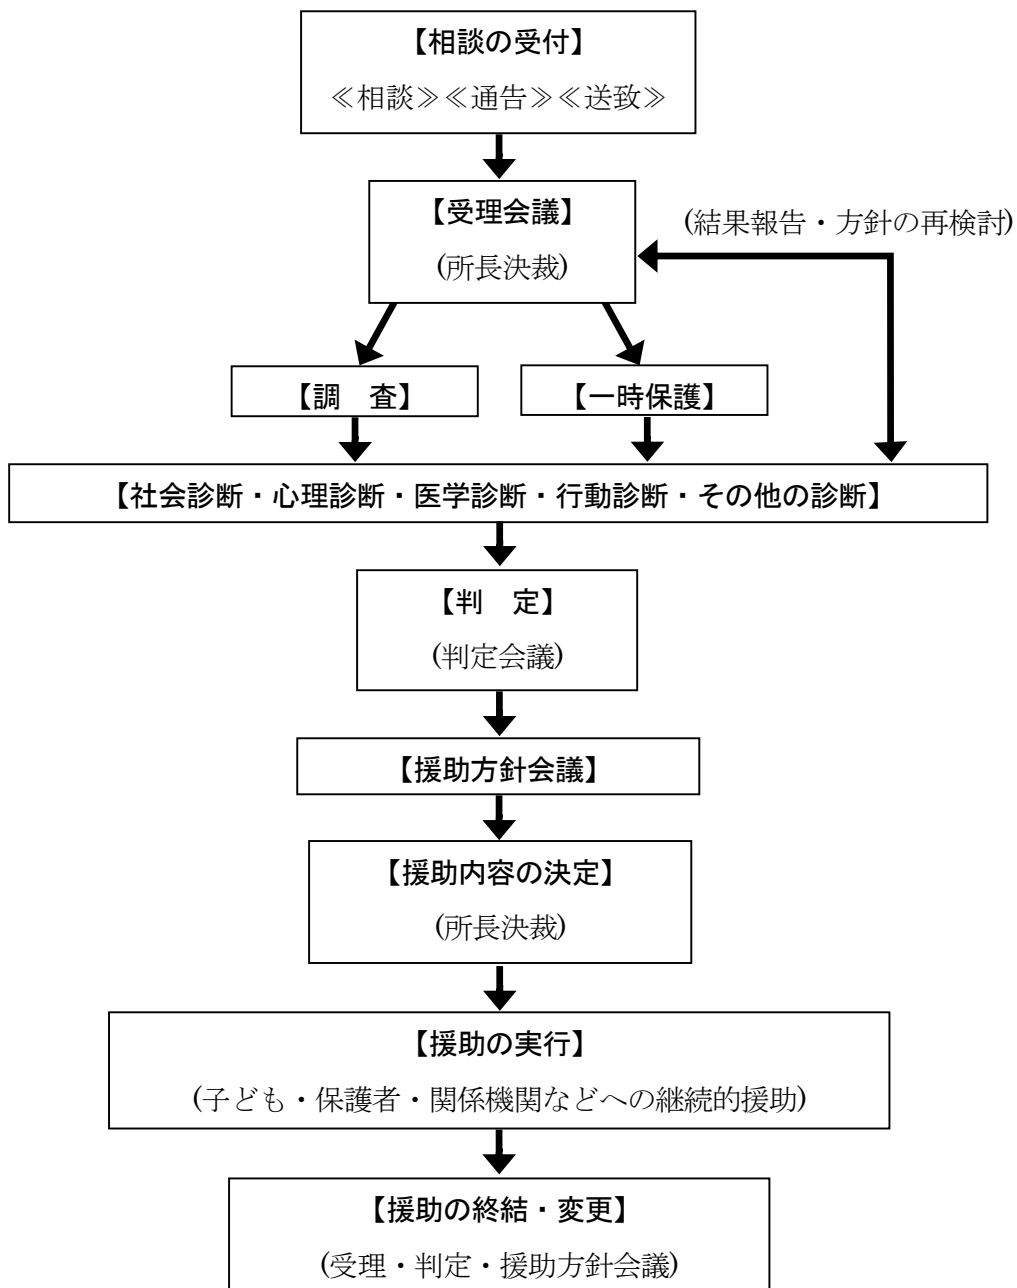 【相談の受付】
≪相談≫≪通告≫≪送致≫
【受理会議】
(所長決裁)
(結果報告・方針の再検討)
【調　査】
【一時保護】
【社会診断・心理診断・医学診断・行動診断・その他の診断】
【判　定】
(判定会議)
【援助方針会議】
【援助内容の決定】
(所長決裁)
【援助の実行】
(子ども・保護者・関係機関などへの継続的援助)
【援助の終結・変更】
(受理・判定・援助方針会議)